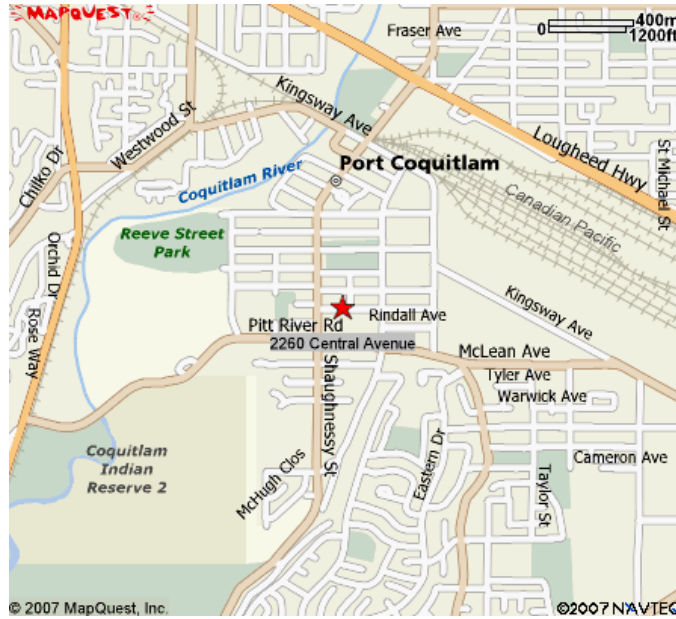 MAPQUEST
Fraser Ave
0
400m
1200ft
Kingsway Ave
Westwood St
Lougheed Hwy
St Michael St
Chilko Dr
Port Coquitlam
Coquitlam River
Canadian Pacific
Reeve Street
Park
Orchid Dr
Kingsway Ave
Rose Way
Rindall Ave
Pitt River Rd
2260 Central Avenue
McLean Ave
Shaughnessy St
Tyler Ave
Warwick Ave
Coquitlam
Indian
Reserve 2
McHugh Clos
Eastern Dr
Cameron Ave
Taylor St
© 2007 MapQuest, Inc.
©2007 NAVTEQ